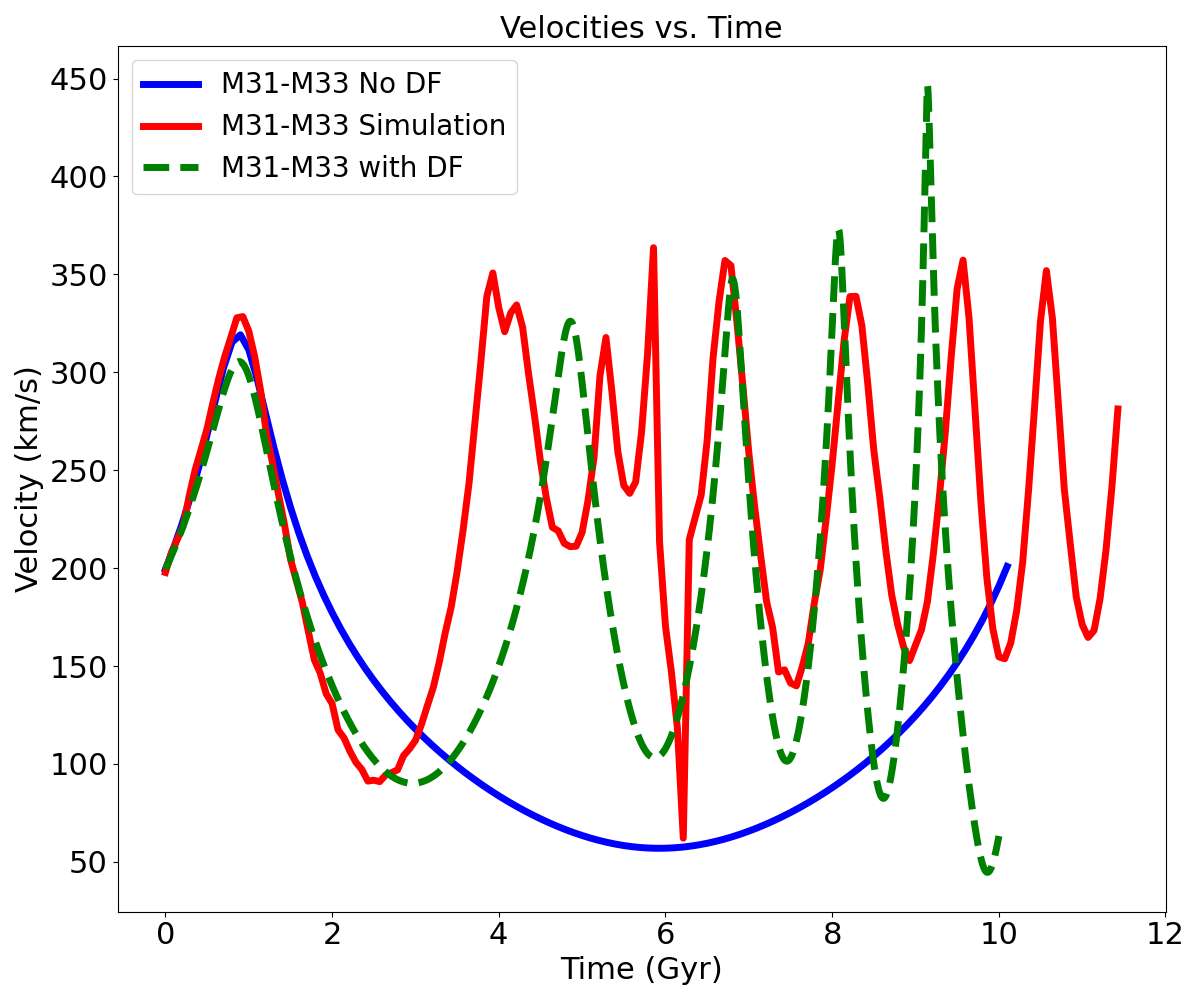 Velocities vs. Time
M31-M33 No DF
M31-M33 Simulation
M31-M33 with DF
Velocity (km/s)
450
400
350
300
250
200
150
100
50
0 2 4 6 8 10 12
Time (Gyr)